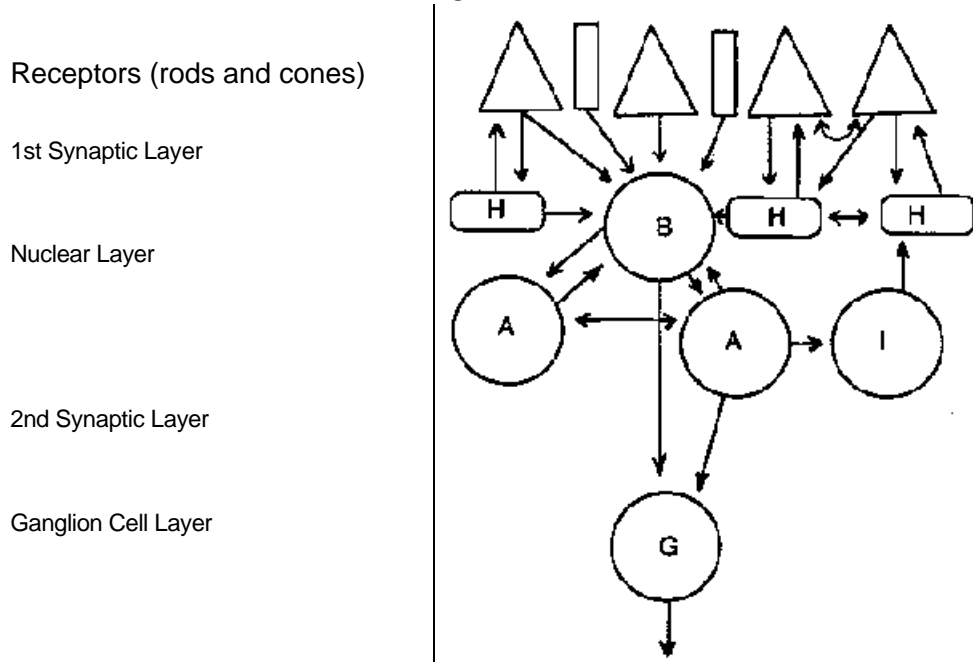 Receptors (rods and cones)
1st Synaptic Layer
H
B
H
H
Nuclear Layer
A
A
I
2nd Synaptic Layer
Ganglion Cell Layer
G